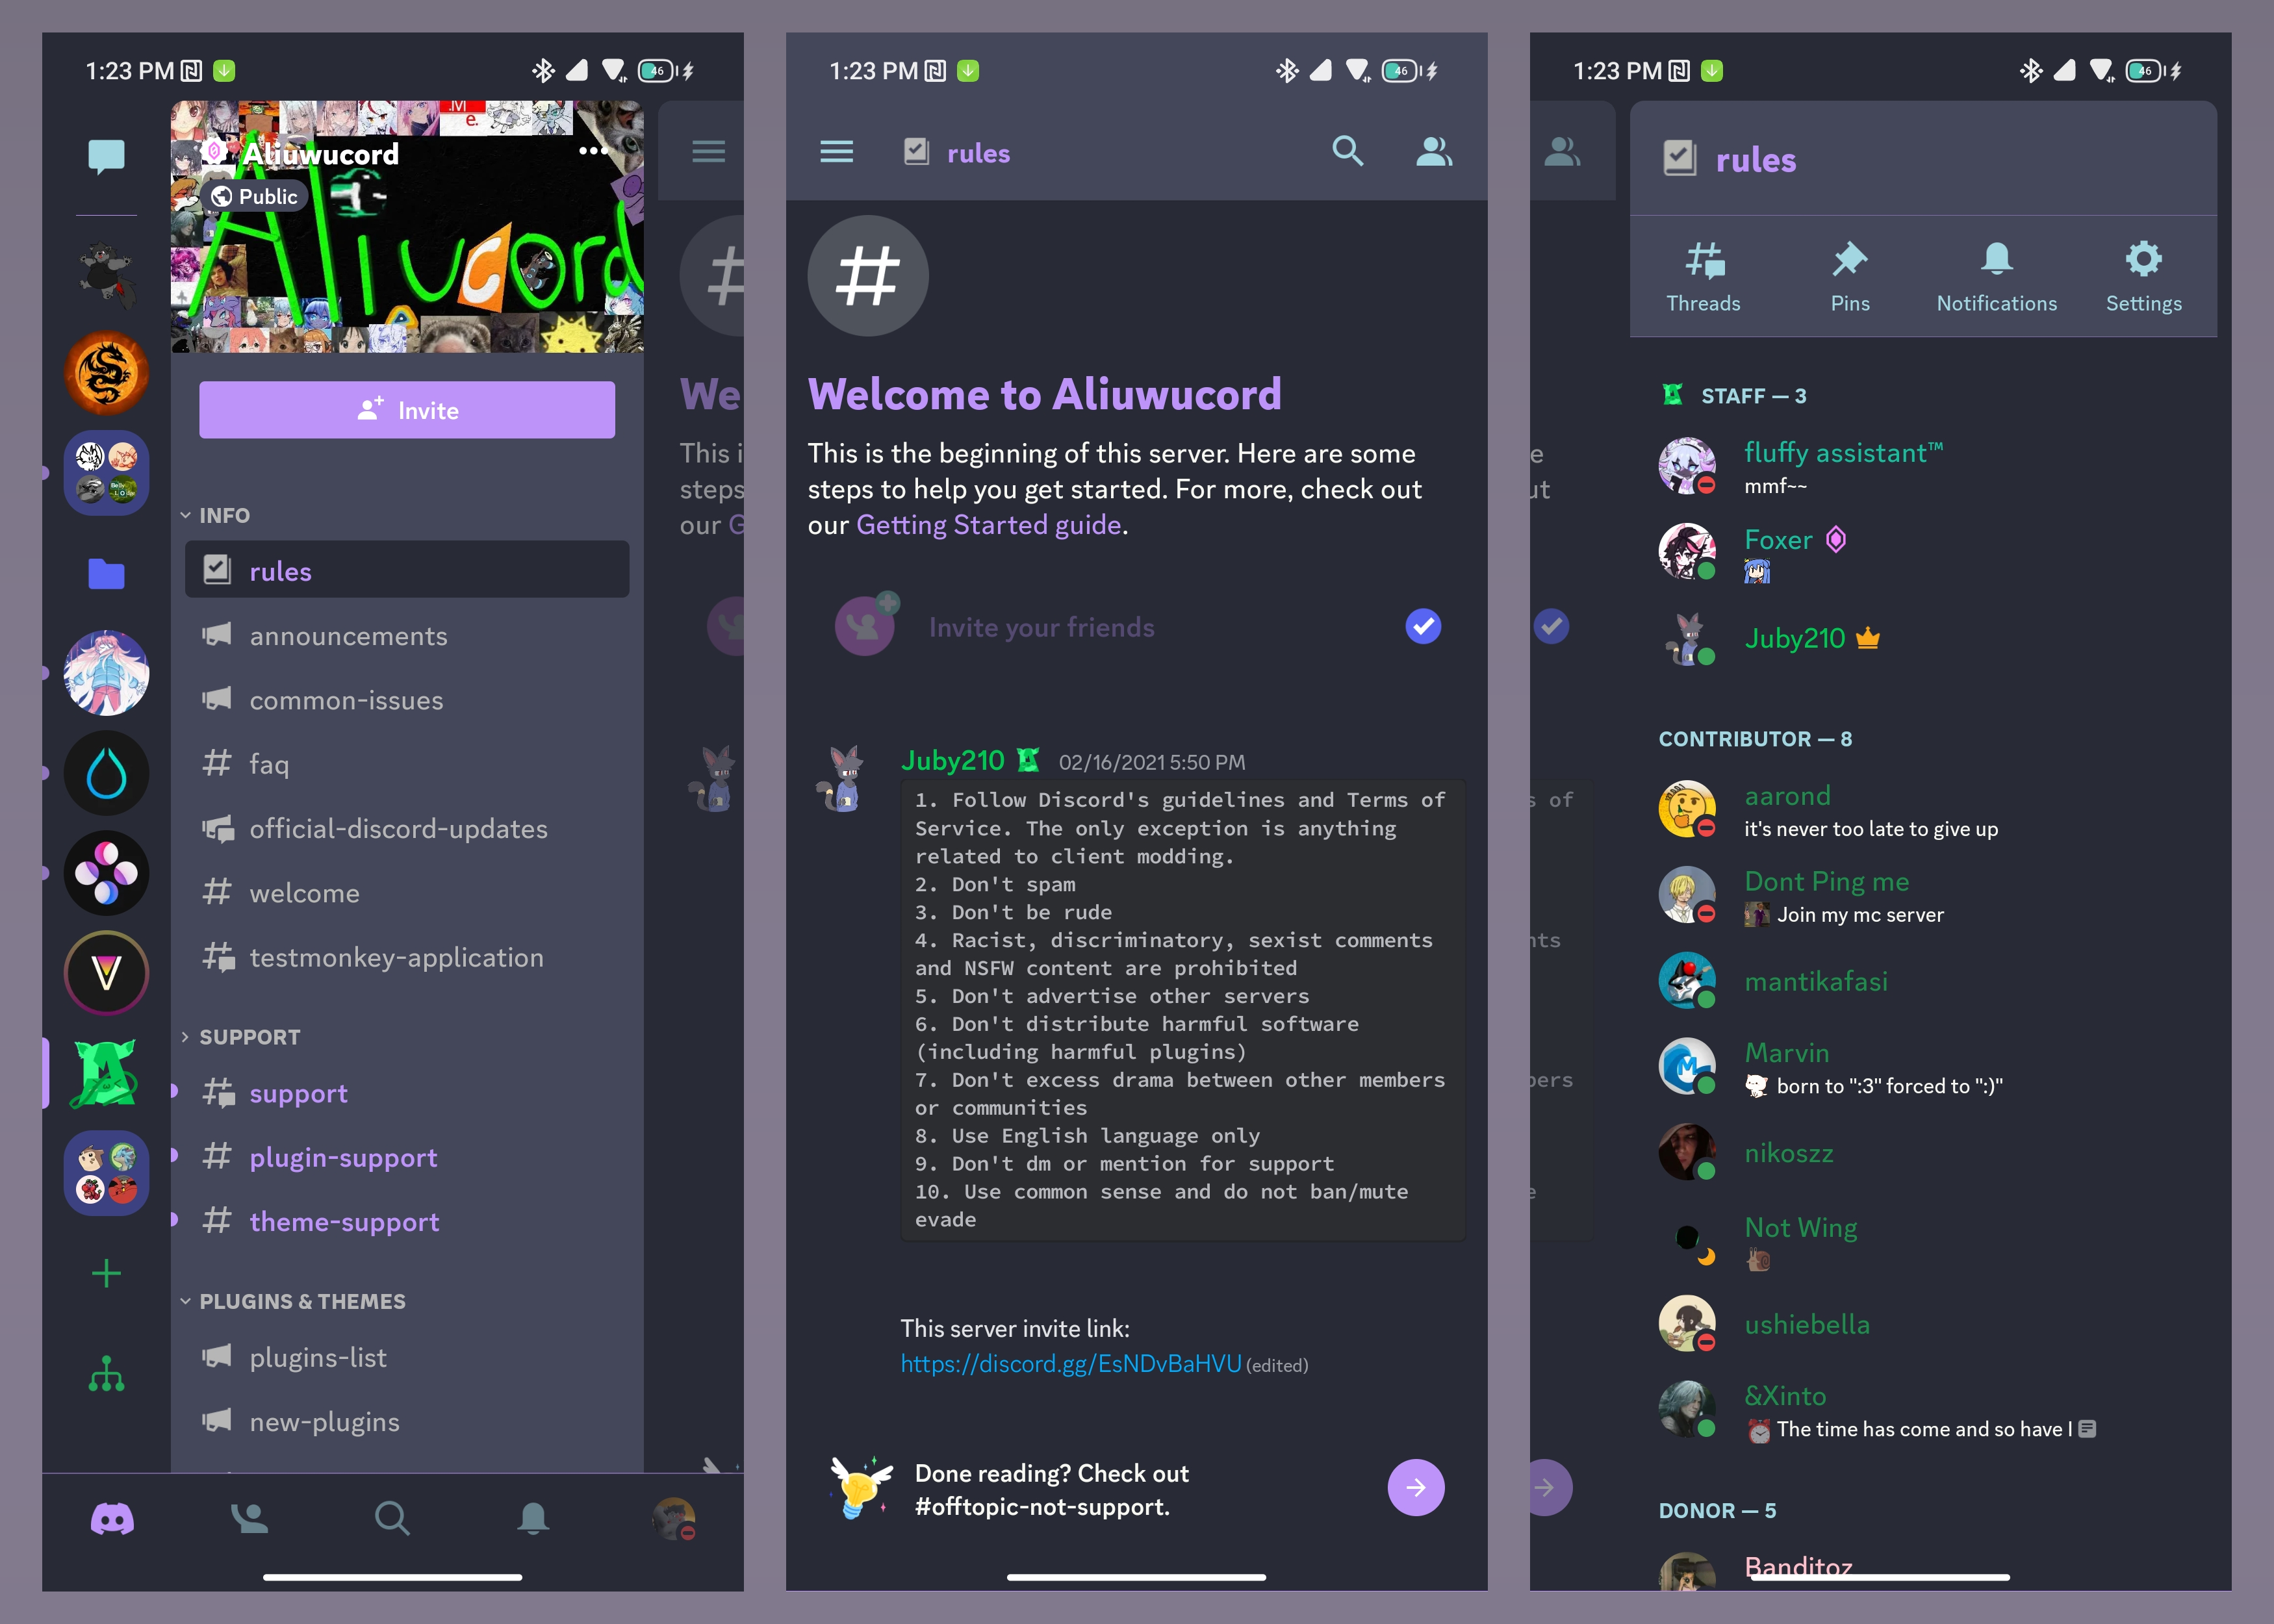 1:23 PM
46
.M
e.
Aliuwucord
Public
Aliucord
Invite
INFO
rules
announcements
common-issues
faq
official-discord-updates
welcome
testmonkey-application
SUPPORT
support
plugin-support
theme-support
PLUGINS & THEMES
plugins-list
new-plugins
We
This i
steps
our G
1:23 PM
46
rules
Welcome to Aliuwucord
This is the beginning of this server. Here are some
steps to help you get started. For more, check out
our Getting Started guide.
Invite your friends
Juby210 02/16/2021 5:50 PM
1. Follow Discord's guidelines and Terms of
Service. The only exception is anything
related to client modding.
2. Don't spam
3. Don't be rude
4. Racist, discriminatory, sexist comments
and NSFW content are prohibited
5. Don't advertise other servers
6. Don't distribute harmful software
(including harmful plugins)
7. Don't excess drama between other members
or communities
8. Use English language only
9. Don't dm or mention for support
10. Use common sense and do not ban/mute
evade
This server invite link:
https://discord.gg/EsNDvBaHVU (edited)
Done reading? Check out
#offtopic-not-support.
1:23 PM
46
e
ut
s of
nts
bers
e
rules
Threads Pins Notifications Settings
STAFF — 3
fluffy assistant™
mmf~~
Foxer
Juby210
CONTRIBUTOR — 8
aarond
it's never too late to give up
Dont Ping me
Join my mc server
mantikafasi
Marvin
born to ":3" forced to ":)"
nikoszz
Not Wing
ushiebella
&Xinto
The time has come and so have I
DONOR — 5
Banditoz